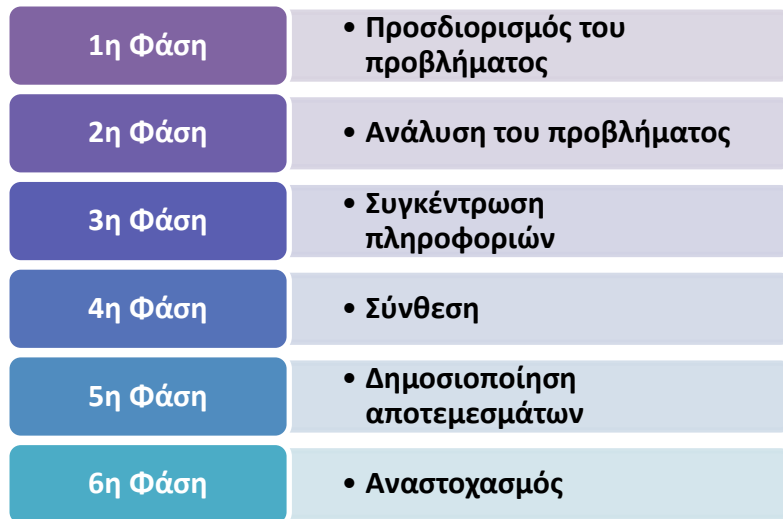 1η Φάση
• Προσδιορισμός του
προβλήματος
2η Φάση
• Ανάλυση του προβλήματος
3η Φάση
• Συγκέντρωση
πληροφοριών
4η Φάση
• Σύνθεση
5η Φάση
• Δημοσιοποίηση
αποτεμεσμάτων
6η Φάση
• Αναστοχασμός